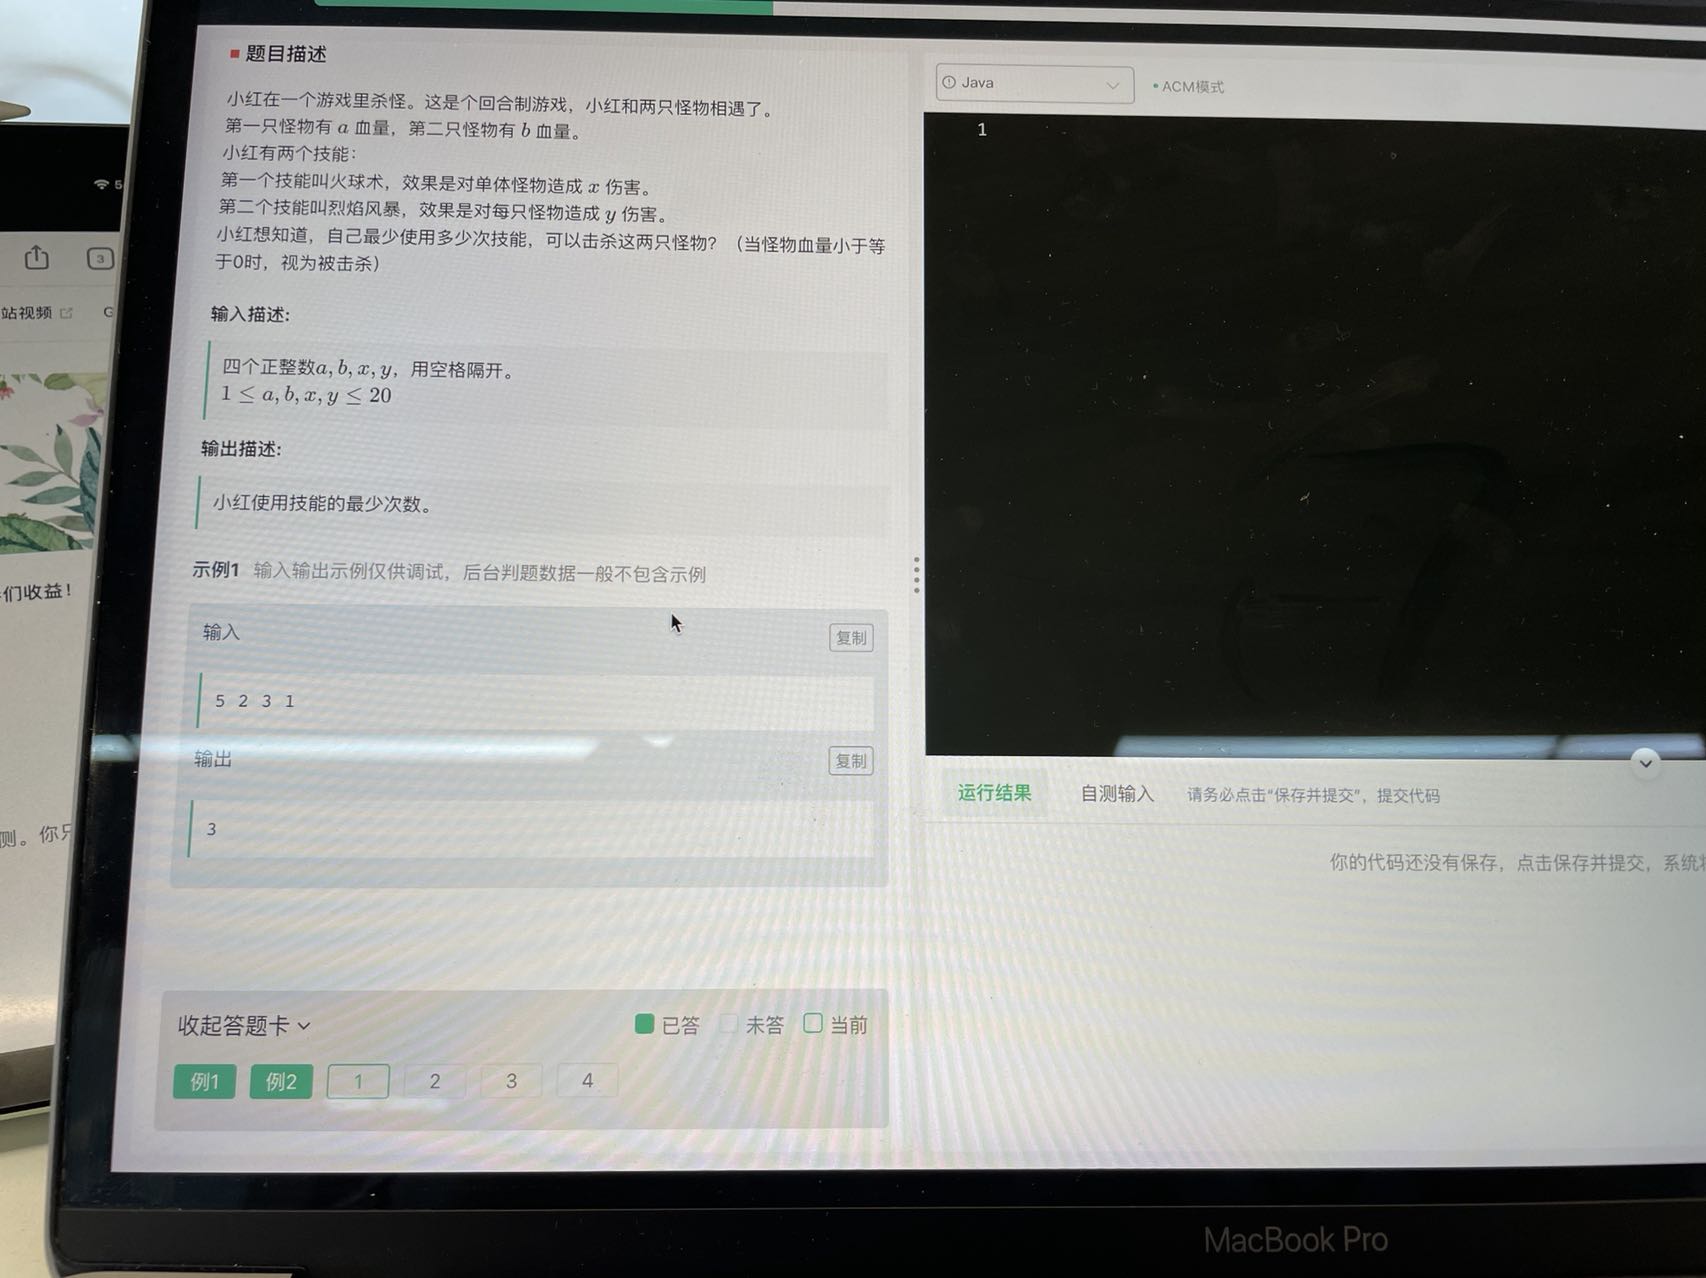 题目描述
小红在一个游戏里杀怪。这是个回合制游戏，小红和两只怪物相遇了。
第一只怪物有 a 血量，第二只怪物有 b 血量。
小红有两个技能：
第一个技能叫火球术，效果是对单体怪物造成 x 伤害。
第二个技能叫烈焰风暴，效果是对每只怪物造成 y 伤害。
小红想知道，自己最少使用多少次技能，可以击杀这两只怪物？（当怪物血量小于等
于0时，视为被击杀）
输入描述:
四个正整数a, b, x, y，用空格隔开。
1 ≤ a, b, x, y ≤ 20
输出描述:
小红使用技能的最少次数。
示例1 输入输出示例仅供调试，后台判题数据一般不包含示例
输入
复制
5 2 3 1
输出
复制
3
收起答题卡
已答 未答 当前
例1 例2 1 2 3 4
Java
ACM模式
1
运行结果 自测输入 请务必点击“保存并提交”，提交代码
你的代码还没有保存，点击保存并提交，系统
MacBook Pro
5
3
站视频
G
们收益！
测。你只